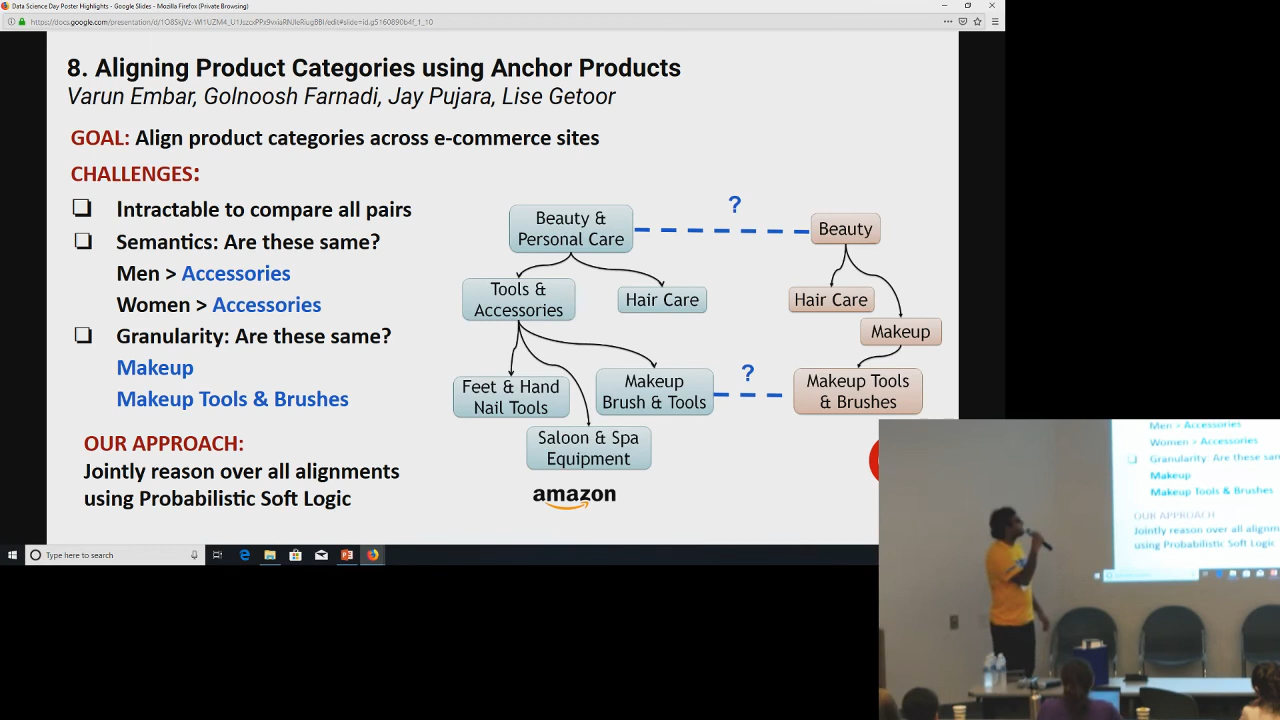 Data Science Day Poster Highlights - Google Slides - Mozilla Firefox (Private Browsing)
8. Aligning Product Categories using Anchor Products
Varun Embar, Golnoosh Farnadi, Jay Pujara, Lise Getoor
GOAL: Align product categories across e-commerce sites
CHALLENGES:
Intractable to compare all pairs
Semantics: Are these same?
Men > Accessories
Women > Accessories
Granularity: Are these same?
Makeup
Makeup Tools & Brushes
OUR APPROACH:
Jointly reason over all alignments
using Probabilistic Soft Logic
?
Beauty &
Personal Care
Beauty
Tools &
Accessories
Hair Care
Hair Care
Makeup
?
Feet & Hand
Nail Tools
Makeup
Brush & Tools
Makeup Tools
& Brushes
Saloon & Spa
Equipment
amazon
Type here to search
Men > Accessories
Women > Accessories
Granularity: Are these
Makeup
Makeup Tools & Brushes
OUR APPROACH
Jointly reason over all
using Probabilistic Soft Logic